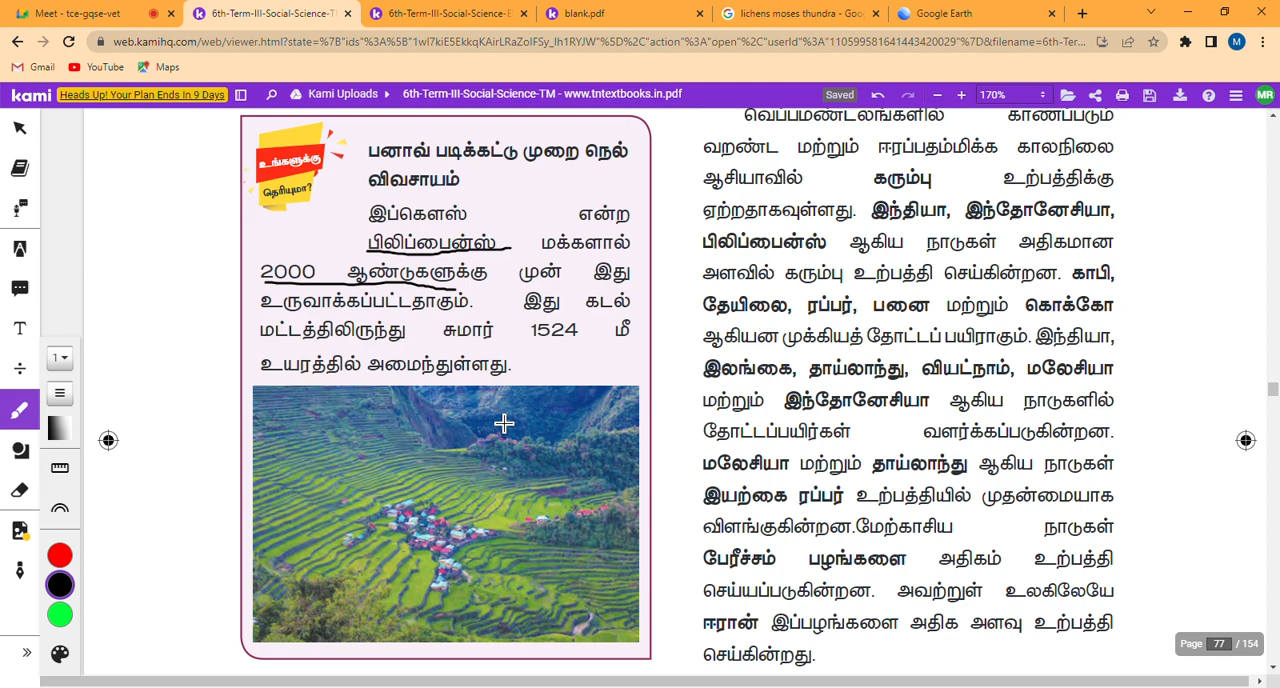 Meet - tce-gqse-vet
6th-Term-III-Social-Science-T
6th-Term-III-Social-Science-E
blank.pdf
lichens moses thundra - Goo
Google Earth
web.kamihq.com/web/viewer.html?state=%7B"ids"%3A%5B"1wI7kiE5EkkqKAirLRaZoIFSy_Ih1RYJW"%5D%2C"action"%3A"open"%2C"userId"%3A"110599581641443420029"%7D&filename=6th-Ter...
Gmail
YouTube
Maps
kami
Heads Up! Your Plan Ends In 9 Days
Kami Uploads
6th-Term-III-Social-Science-TM - www.tntextbooks.in.pdf
Saved
170%
MR
M
1
உங்களுக்கு
தெரியுமா?
பனாவ் படிக்கட்டு முறை நெல்
விவசாயம்
இப்கெளஸ் என்ற
பிலிப்பைன்ஸ் மக்களால்
2000 ஆண்டுகளுக்கு முன் இது
உருவாக்கப்பட்டதாகும். இது கடல்
மட்டத்திலிருந்து சுமார் 1524 மீ
உயரத்தில் அமைந்துள்ளது.
வெப்பமண்டலங்களில் காணப்படும்
வறண்ட மற்றும் ஈரப்பதம்மிக்க காலநிலை
ஆசியாவில் கரும்பு உற்பத்திக்கு
ஏற்றதாகவுள்ளது. இந்தியா, இந்தோனேசியா,
பிலிப்பைன்ஸ் ஆகிய நாடுகள் அதிகமான
அளவில் கரும்பு உற்பத்தி செய்கின்றன. காபி,
தேயிலை, ரப்பர், பனை மற்றும் கொக்கோ
ஆகியன முக்கியத் தோட்டப் பயிராகும். இந்தியா,
இலங்கை, தாய்லாந்து, வியட்நாம், மலேசியா
மற்றும் இந்தோனேசியா ஆகிய நாடுகளில்
தோட்டப்பயிர்கள் வளர்க்கப்படுகின்றன.
மலேசியா மற்றும் தாய்லாந்து ஆகிய நாடுகள்
இயற்கை ரப்பர் உற்பத்தியில் முதன்மையாக
விளங்குகின்றன.மேற்காசிய நாடுகள்
பேரீச்சம் பழங்களை அதிகம் உற்பத்தி
செய்யப்படுகின்றன. அவற்றுள் உலகிலேயே
ஈரான் இப்பழங்களை அதிக அளவு உற்பத்தி
செய்கின்றது.
Page 77 / 154